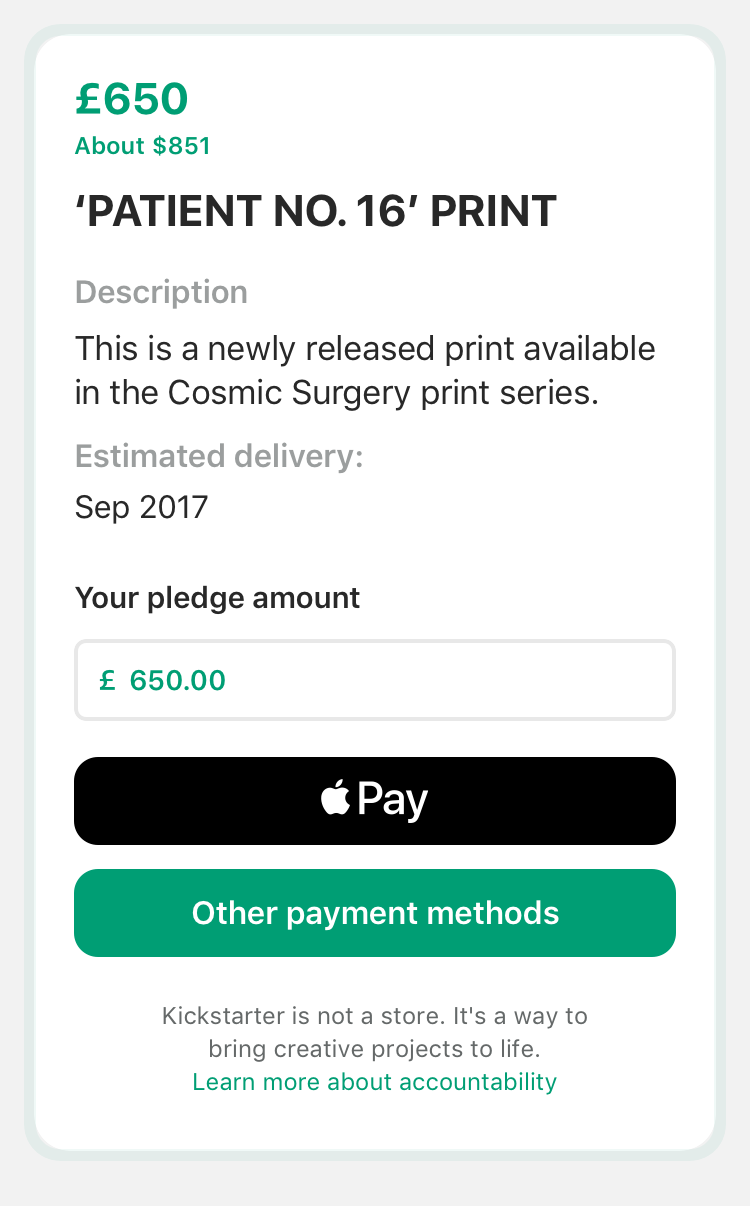 £650
About $851
‘PATIENT NO. 16’ PRINT
Description
This is a newly released print available
in the Cosmic Surgery print series.
Estimated delivery:
Sep 2017
Your pledge amount
£ 650.00
Pay
Other payment methods
Kickstarter is not a store. It's a way to
bring creative projects to life.
Learn more about accountability